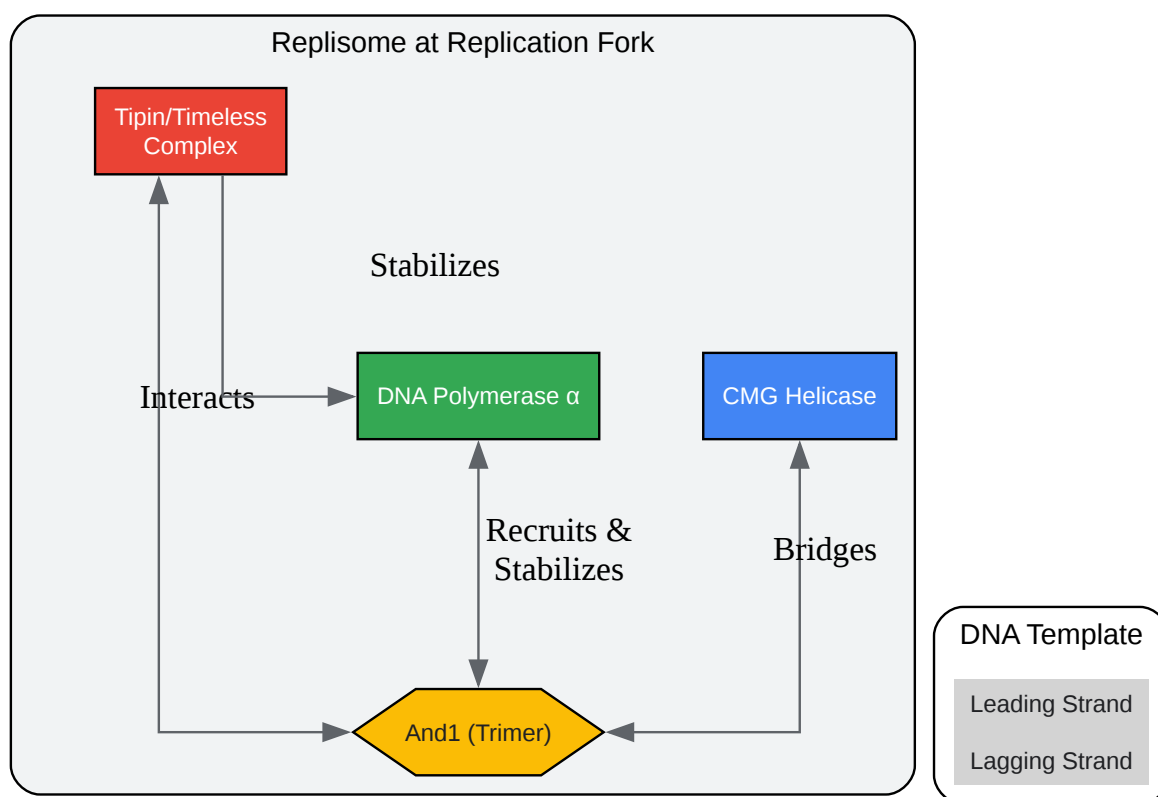 Replisome at Replication Fork
Tipin/Timeless
Complex
Stabilizes
Interacts
DNA Polymerase α
CMG Helicase
Recruits &
Stabilizes
Bridges
And1 (Trimer)
DNA Template
Leading Strand
Lagging Strand